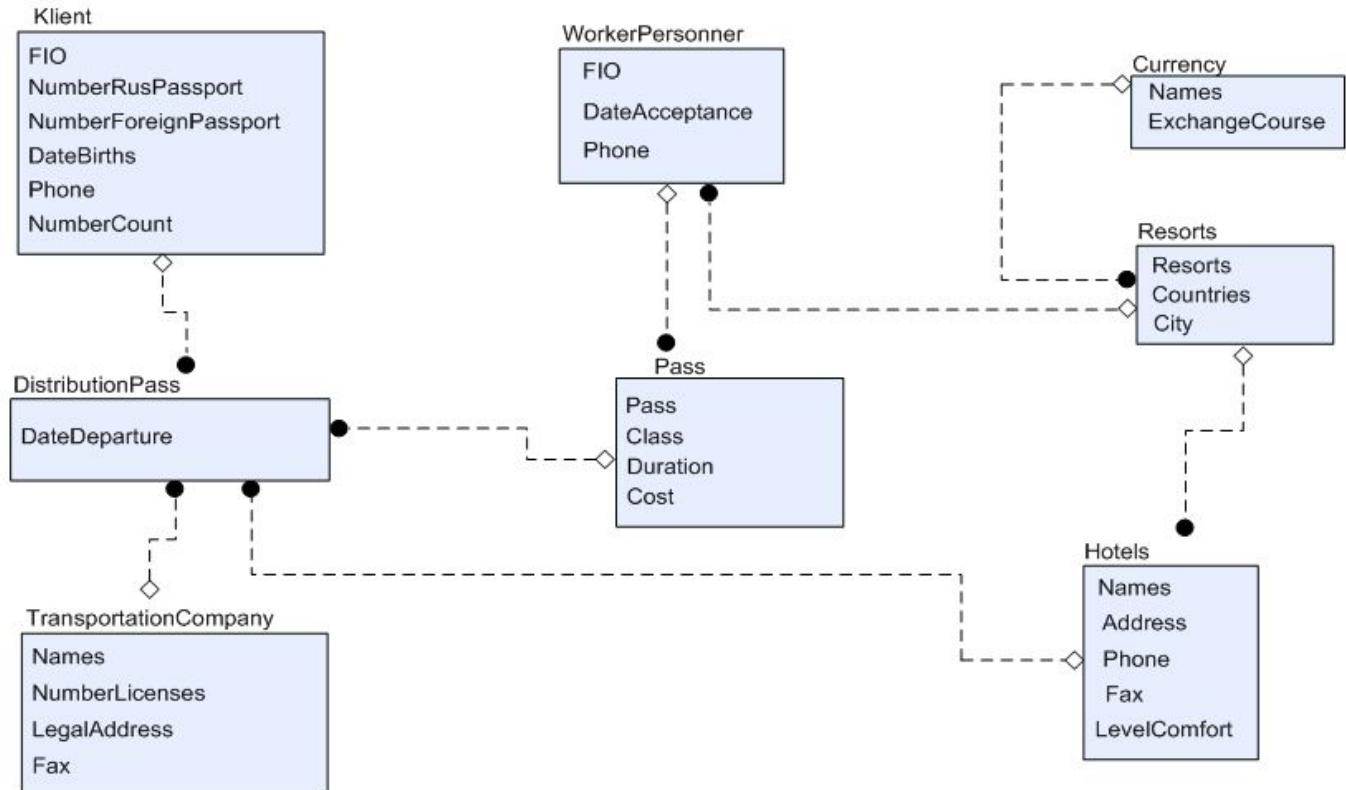 Klient
FIO
NumberRusPassport
NumberForeignPassport
DateBirths
Phone
NumberCount
WorkerPersonner
FIO
DateAcceptance
Phone
Currency
Names
ExchangeCourse
Resorts
Resorts
Countries
City
DistributionPass
DateDeparture
Pass
Pass
Class
Duration
Cost
TransportationCompany
Names
NumberLicenses
LegalAddress
Fax
Hotels
Names
Address
Phone
Fax
LevelComfort